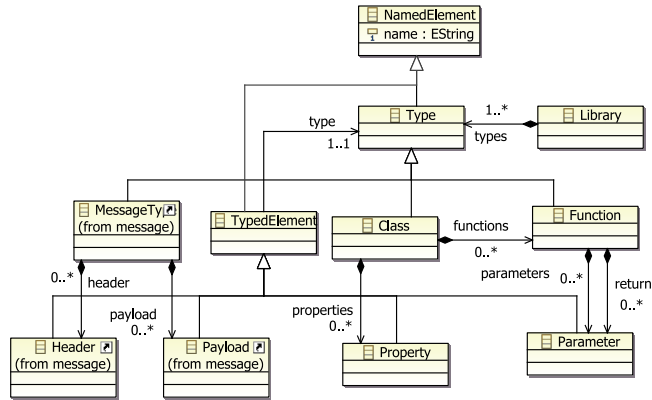 NamedElement
name : EString
type
1..1
Type
1..*
types
Library
MessageTyp
(from message)
TypedElement
Class
functions
0..*
Function
0..*
header
payload
0..*
properties
0..*
parameters
0..*
return
0..*
Header
(from message)
Payload
(from message)
Property
Parameter